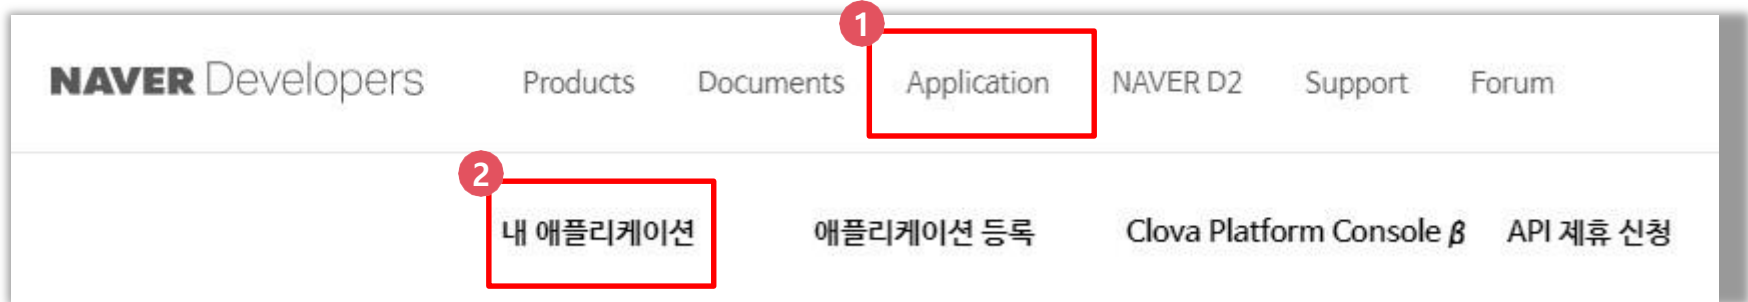 1
NAVER Developers Products Documents Application NAVER D2 Support Forum
2
내 애플리케이션 애플리케이션 등록 Clova Platform Console β API 제휴 신청